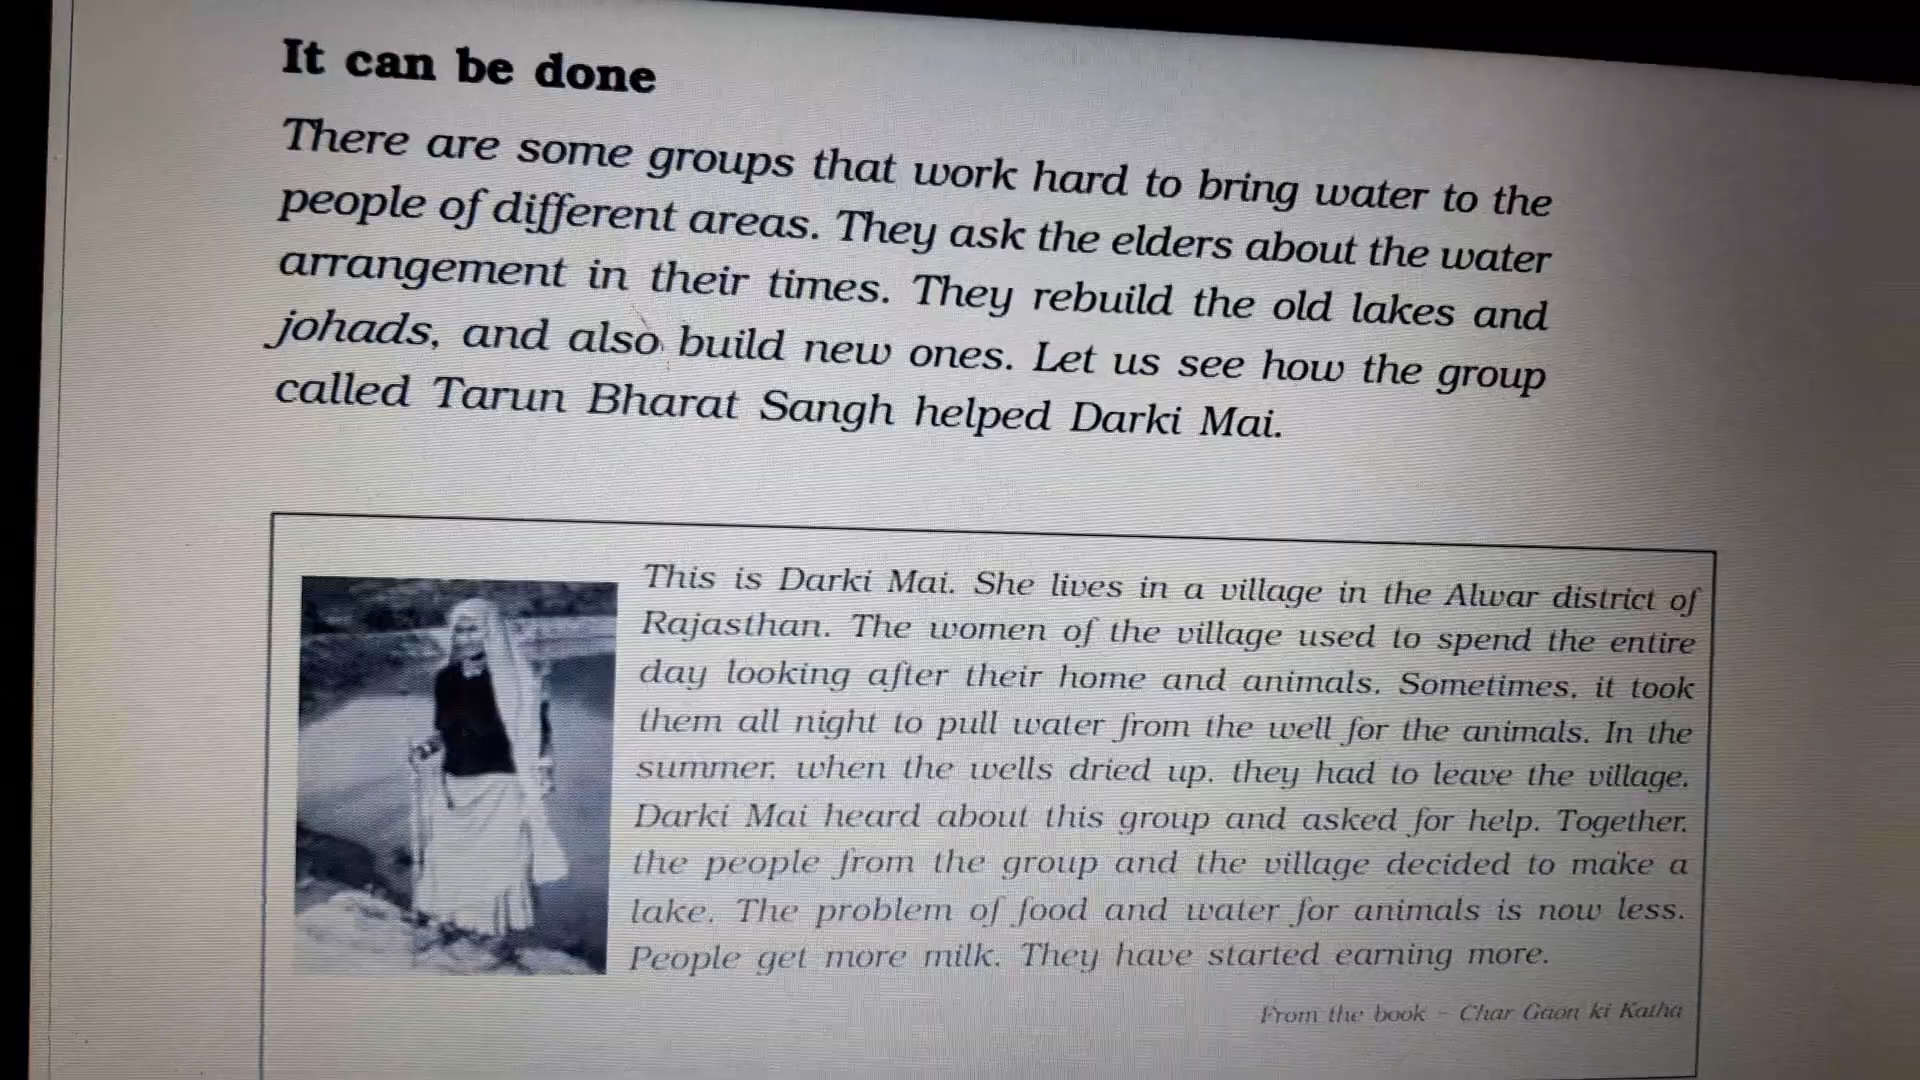 It can be done
There are some groups that work hard to bring water to the
people of different areas. They ask the elders about the water
arrangement in their times. They rebuild the old lakes and
johads, and also build new ones. Let us see how the group
called Tarun Bharat Sangh helped Darki Mai.
This is Darki Mai. She lives in a village in the Alwar district of
Rajasthan. The women of the village used to spend the entire
day looking after their home and animals. Sometimes, it took
them all night to pull water from the well for the animals. In the
summer, when the wells dried up, they had to leave the village.
Darki Mai heard about this group and asked for help. Together,
the people from the group and the village decided to make a
lake. The problem of food and water for animals is now less.
People get more milk. They have started earning more.
From the book – Char Gaon ki Katha